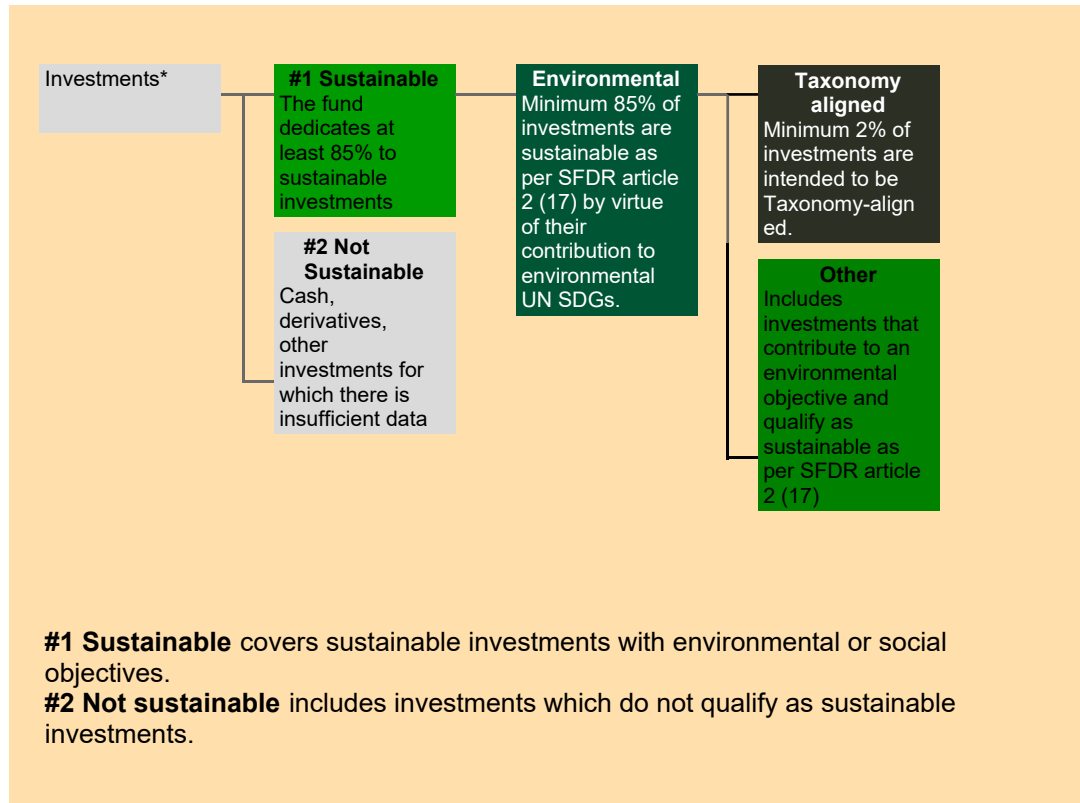 Investments*
#1 Sustainable
The fund
dedicates at
least 85% to
sustainable
investments
#2 Not
Sustainable
Cash,
derivatives,
other
investments for
which there is
insufficient data
Environmental
Minimum 85% of
investments are
sustainable as
per SFDR article
2 (17) by virtue
of their
contribution to
environmental
UN SDGs.
Taxonomy
aligned
Minimum 2% of
investments are
intended to be
Taxonomy-align
ed.
Other
Includes
investments that
contribute to an
environmental
objective and
qualify as
sustainable as
per SFDR article
2 (17)
#1 Sustainable covers sustainable investments with environmental or social
objectives.
#2 Not sustainable includes investments which do not qualify as sustainable
investments.